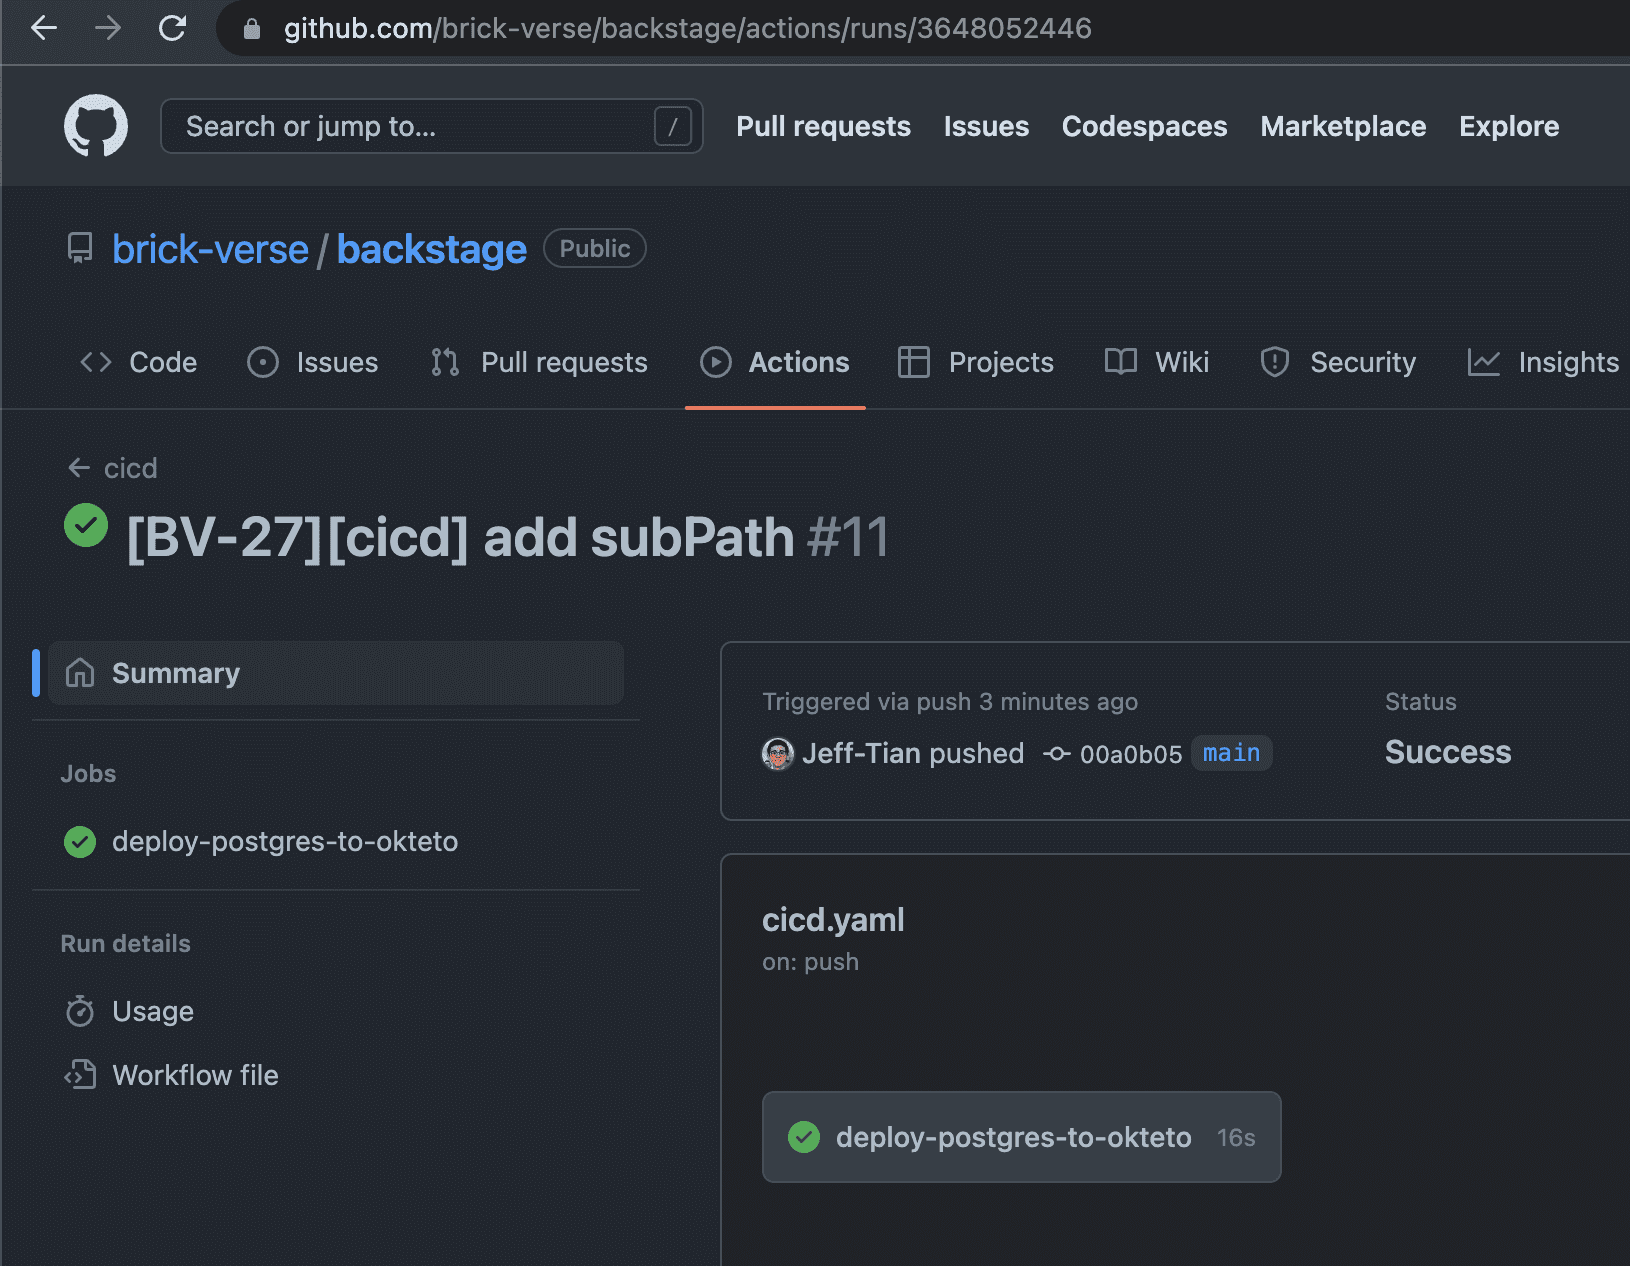 github.com/brick-verse/backstage/actions/runs/3648052446
Search or jump to... /
Pull requests Issues Codespaces Marketplace Explore
brick-verse / backstage Public
Code Issues Pull requests Actions Projects Wiki Security Insights
← cicd
[BV-27][cicd] add subPath #11
Summary
Jobs
deploy-postgres-to-okteto
Run details
Usage
Workflow file
Triggered via push 3 minutes ago
Jeff-Tian pushed 00a0b05 main
Status
Success
cicd.yaml
on: push
deploy-postgres-to-okteto 16s